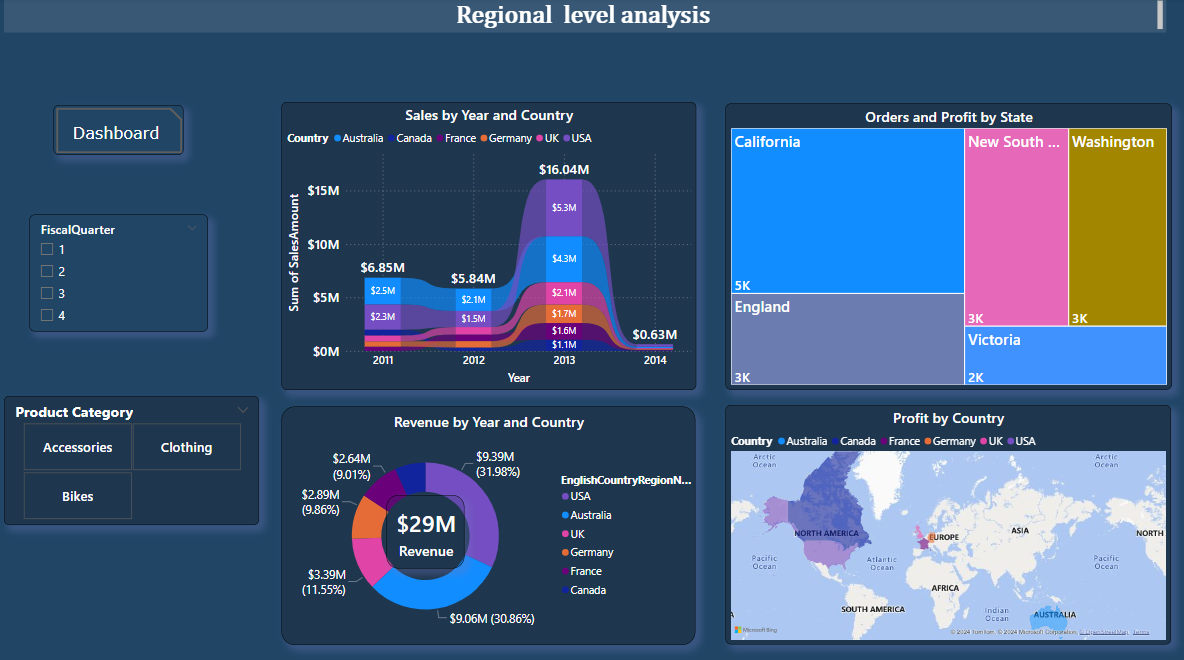 Regional level analysis
Dashboard
FiscalQuarter
1
2
3
4
Product Category
Accessories
Clothing
Bikes
Sales by Year and Country
Country Australia Canada France Germany UK USA
Sum of SalesAmount
$15M
$10M
$5M
$0M
$6.85M
$2.5M
$2.3M
$5.84M
$2.1M
$1.5M
$16.04M
$5.3M
$4.3M
$2.1M
$1.7M
$1.6M
$1.1M
$0.63M
2011 2012 2013 2014
Year
Orders and Profit by State
California
5K
England
3K
New South ...
3K
Washington
3K
Victoria
2K
Revenue by Year and Country
$9.39M
(31.98%)
$9.06M (30.86%)
$3.39M
(11.55%)
$2.89M
(9.86%)
$2.64M
(9.01%)
$29M
Revenue
EnglishCountryRegionN...
USA
Australia
UK
Germany
France
Canada
Profit by Country
Country Australia Canada France Germany UK USA
Arctic
Ocean
Arctic
Ocean
NORTH AMERICA
EUROPE
ASIA
NORTH
Pacific
Ocean
Atlantic
Ocean
Pacific
Ocean
AFRICA
SOUTH AMERICA
Indian
Ocean
AUSTRALIA
A
Microsoft Bing
© 2024 TomTom, © 2024 Microsoft Corporation, © OpenStreetMap Terms